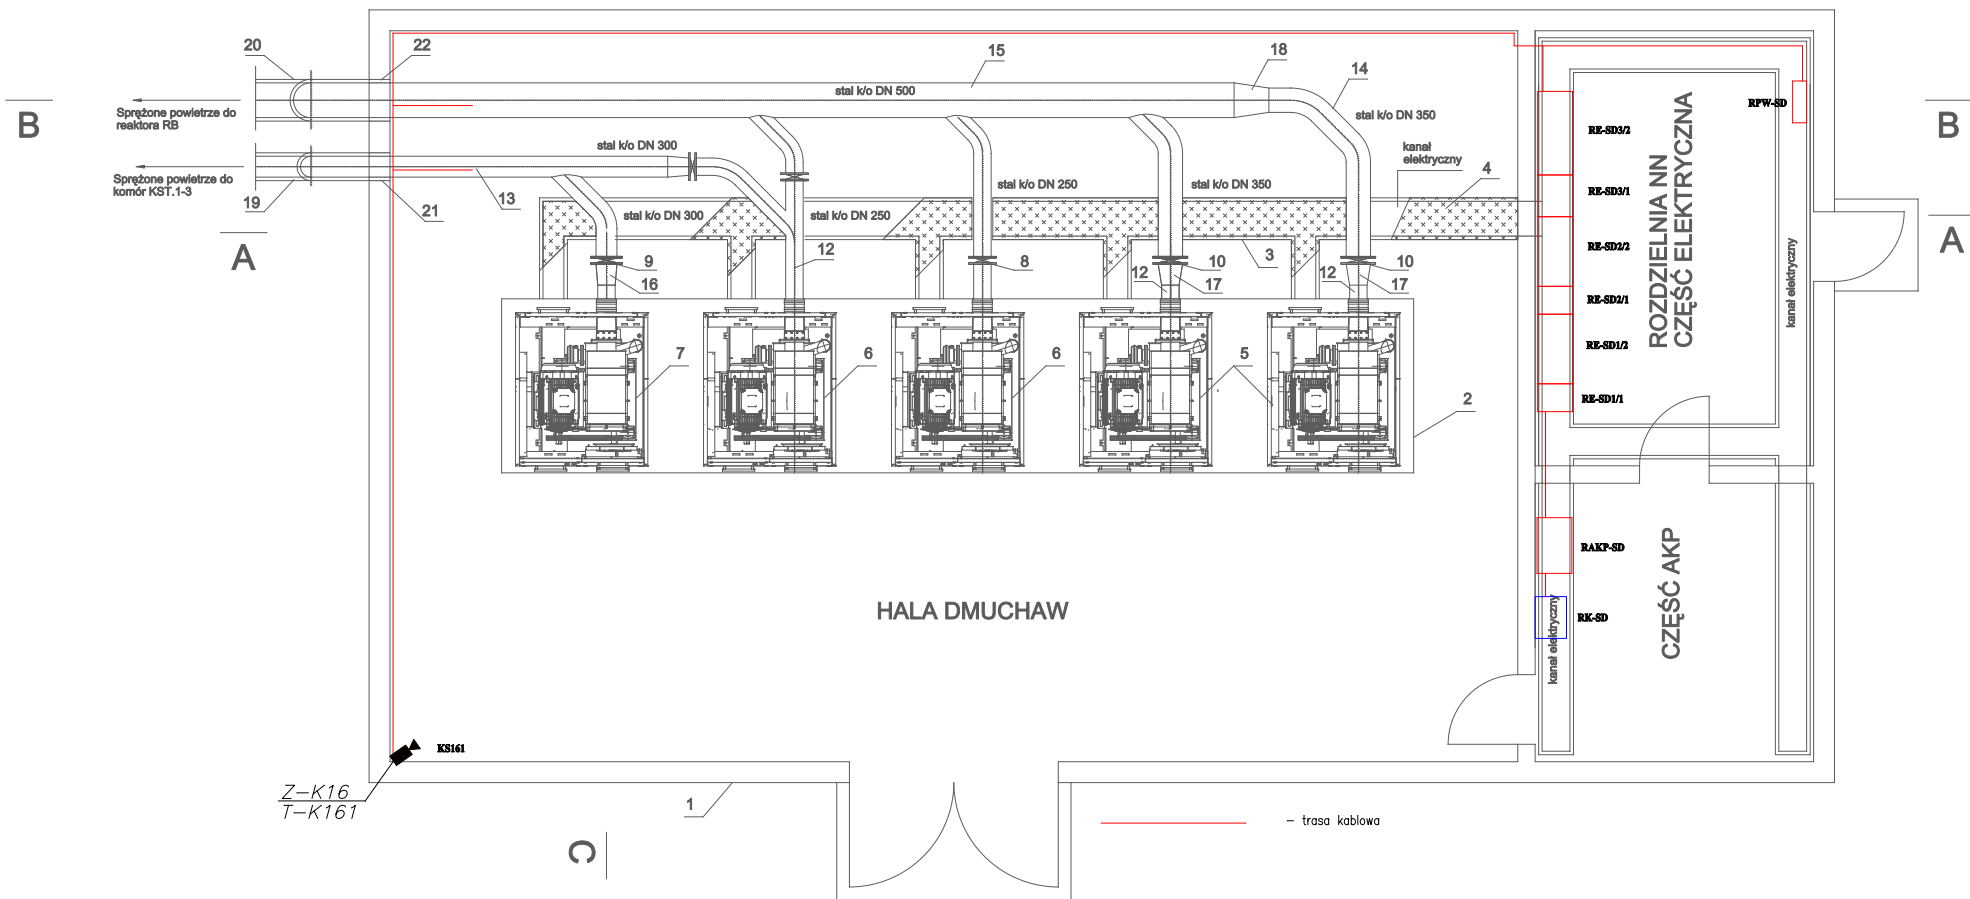 20
22
15
18
14
B
Sprężone powietrze do
reaktora RB
stal k/o DN 500
stal k/o DN 350
RPW-SD
B
RE-SD3/2
stal k/o DN 300
kanał
elektryczny
4
Sprężone powietrze do
komór KST.1-3
19
21
13
stal k/o DN 250
stal k/o DN 350
RE-SD3/1
stal k/o DN 300
stal k/o DN 250
A
12
3
RE-SD2/2
A
9
16
8
12
10
17
12
10
17
RE-SD2/1
ROZDZIELNIA NN
CZĘŚĆ ELEKTRYCZNA
kanał elektryczny
7
6
6
5
RE-SD1/2
2
RE-SD1/1
RAKP-SD
HALA DMUCHAW
RK-SD
kanał elektryczny
CZĘŚĆ AKP
KS161
Z-K16
T-K161
1
C
- trasa kablowa